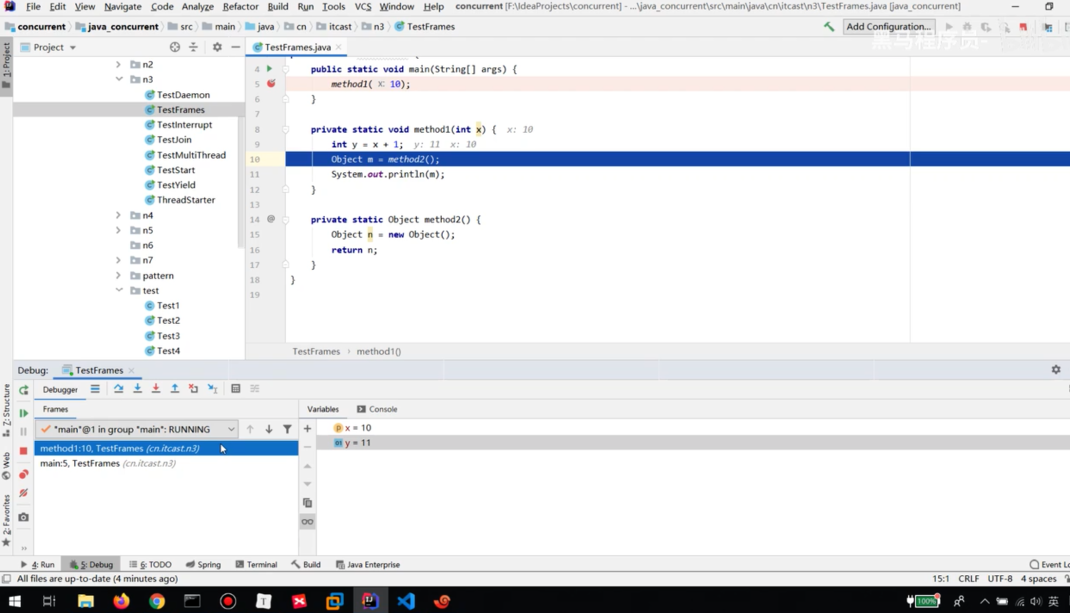 File Edit View Navigate Code Analyze Refactor Build Run Tools VCS Window Help concurrent [F:\IdeaProjects\concurrent] - ...\java_concurrent\src\main\java\cn\itcast\n3\TestFrames.java [java_concurrent]
concurrent java_concurrent src main java cn itcast n3 TestFrames Add Configuration...
黑马程序员-
1: Project
Project
TestFrames.java
n2
n3
TestDaemon
TestFrames
TestInterrupt
TestJoin
TestMultiThread
TestStart
TestYield
ThreadStarter
n4
n5
n6
n7
pattern
test
Test1
Test2
Test3
Test4
4 public static void main(String[] args) {
5 method1( x: 10);
6 }
7
8 private static void method1(int x) { x: 10
9 int y = x + 1; y: 11 x: 10
10 Object m = method2();
11 System.out.println(m);
12 }
13
14 @ private static Object method2() {
15 Object n = new Object();
16 return n;
17 }
18 }
19
TestFrames › method1()
Debug: TestFrames
Debugger
Frames
"main"@1 in group "main": RUNNING
method1:10, TestFrames (cn.itcast.n3)
main:5, TestFrames (cn.itcast.n3)
Variables Console
x = 10
y = 11
Z: Structure
Web
2: Favorites
4: Run 5: Debug 6: TODO Spring Terminal Build Java Enterprise Event Lo
All files are up-to-date (4 minutes ago) 15:1 CRLF UTF-8 4 spaces
100% 英